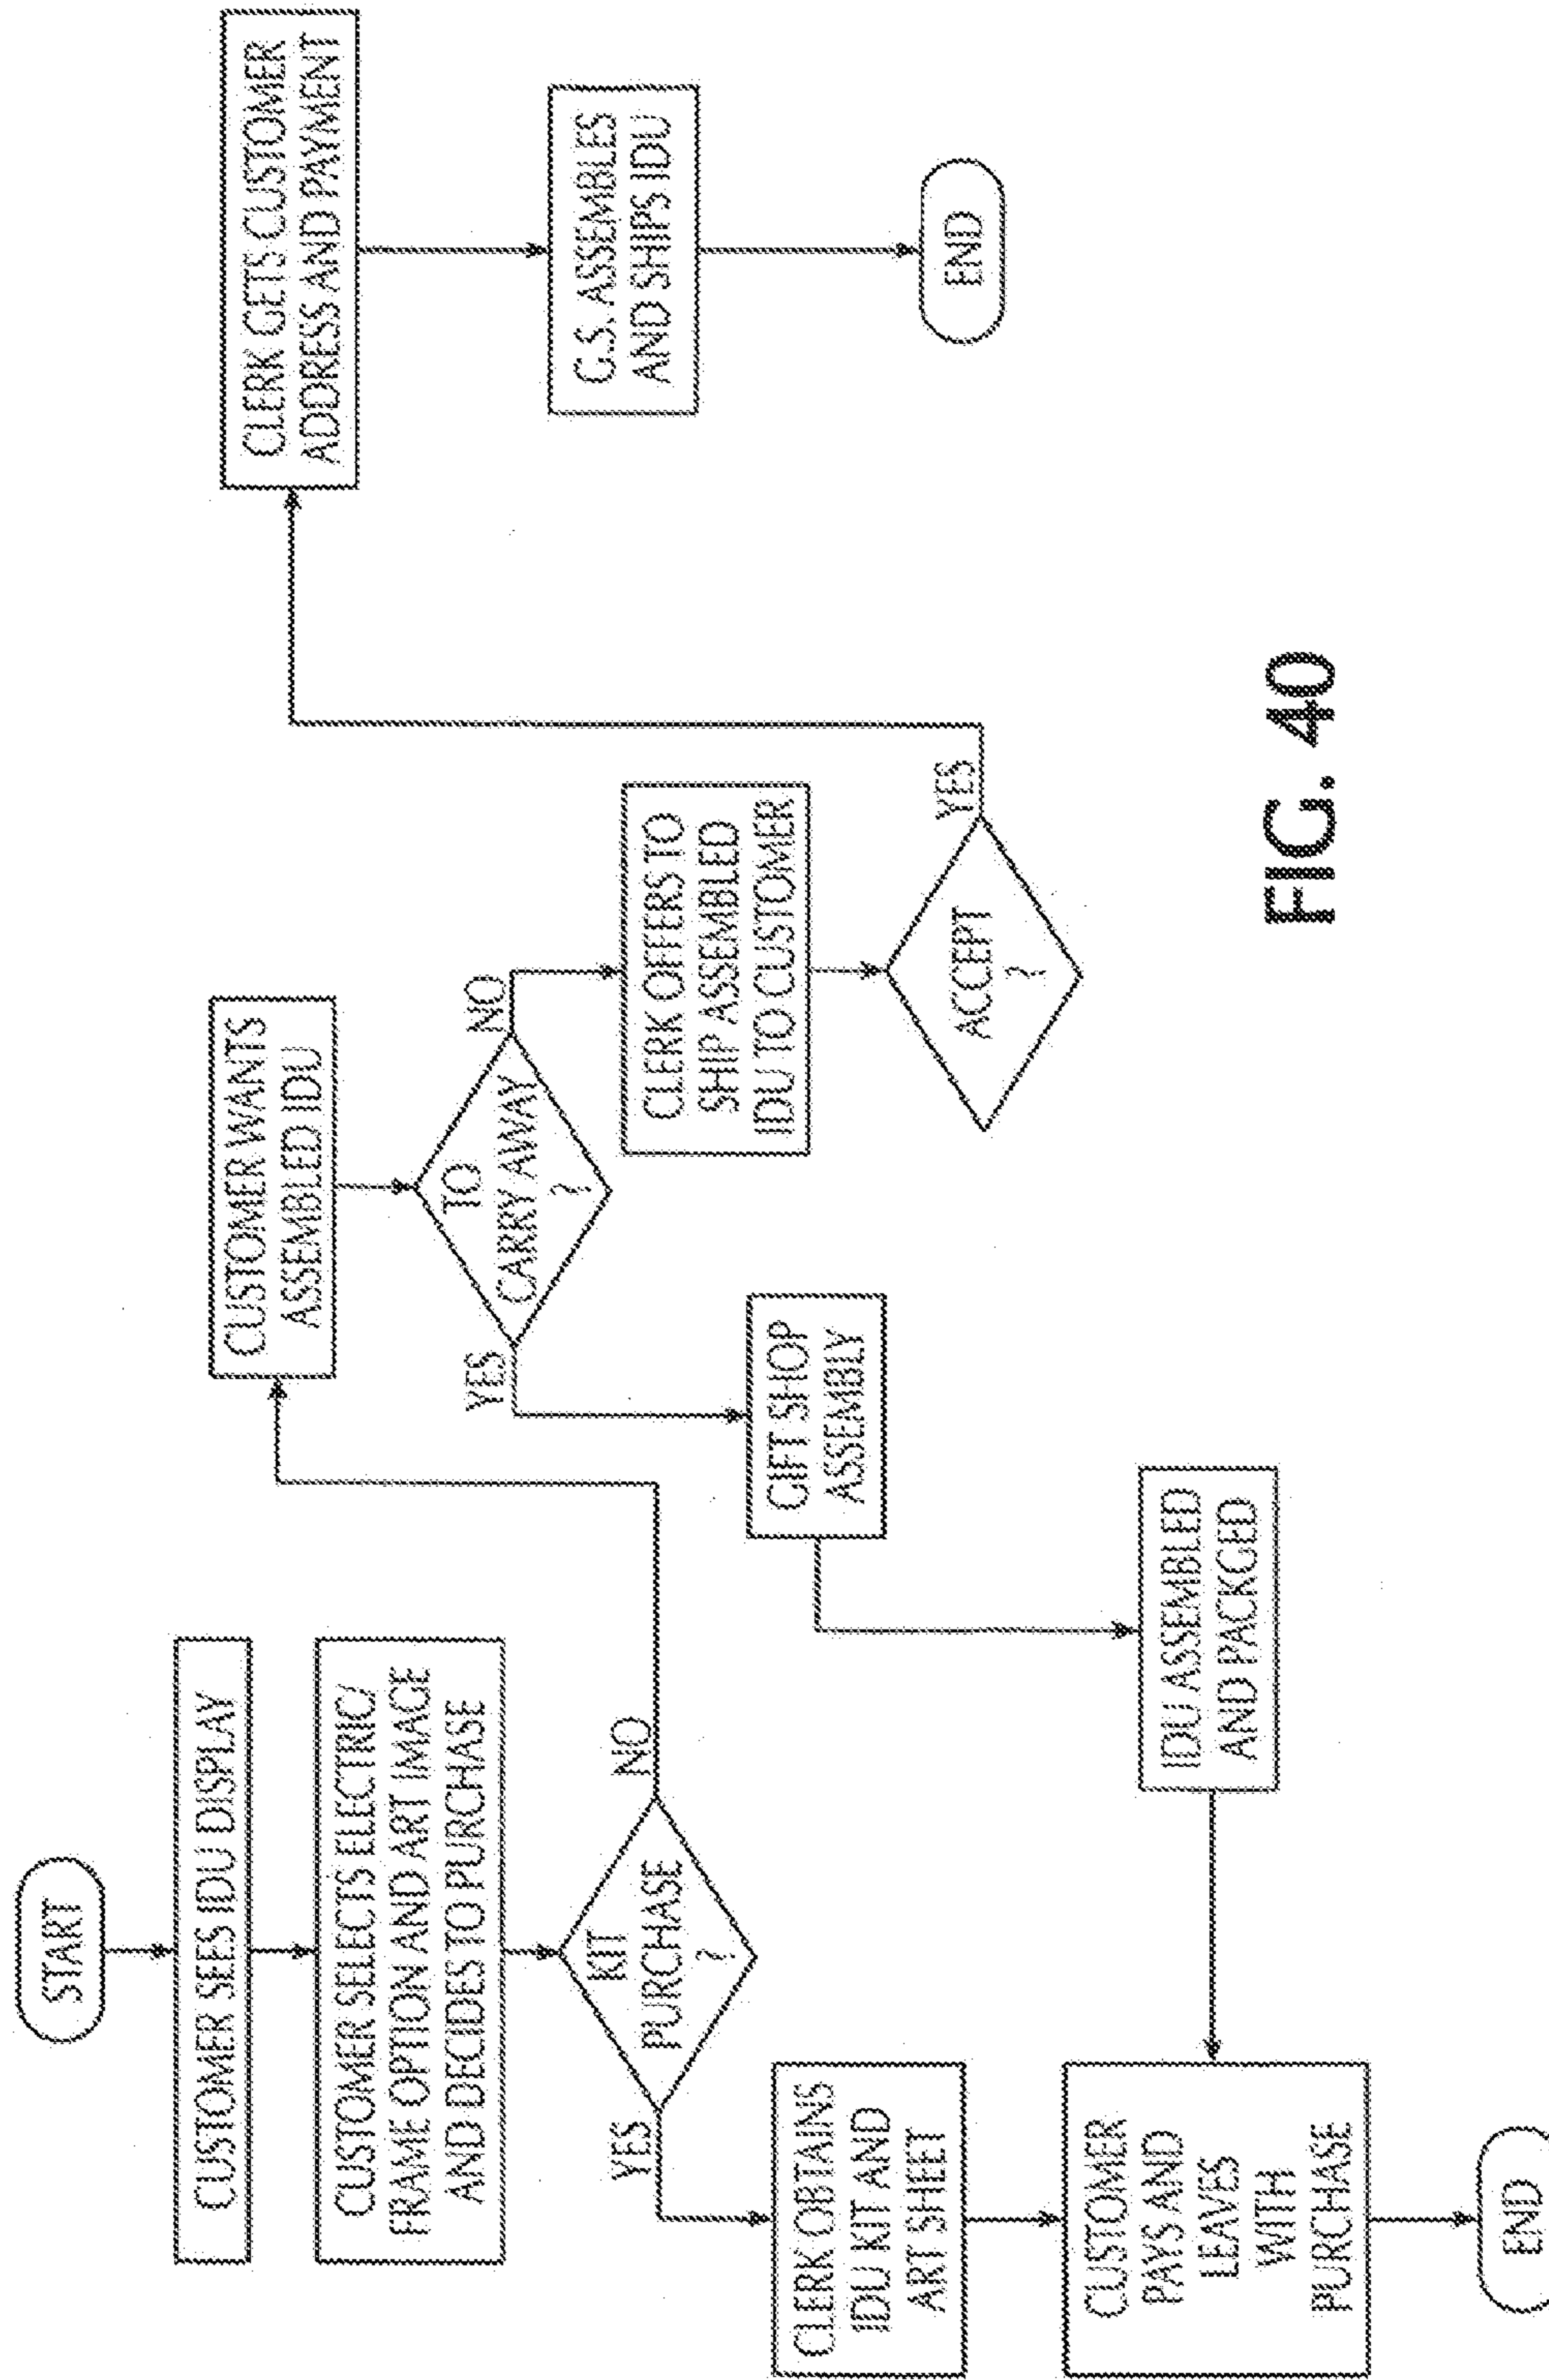 START
CUSTOMER SEES IDU DISPLAY
CUSTOMER SELECTS ELECTRIC/
FRAME OPTION AND ART IMAGE
AND DECIDES TO PURCHASE
KIT
PURCHASE
?
YES
NO
CLERK OBTAINS
IDU KIT AND
ART SHEET
CUSTOMER
PAYS AND
LEAVES
WITH
PURCHASE
END
CUSTOMER WANTS
ASSEMBLED IDU
TO
CARRY AWAY
?
YES
NO
GIFT SHOP
ASSEMBLY
IDU ASSEMBLED
AND PACKGED
CLERK OFFERS TO
SHIP ASSEMBLED
IDU TO CUSTOMER
ACCEPT
?
YES
CLERK GETS CUSTOMER
ADDRESS AND PAYMENT
G.S. ASSEMBLES
AND SHIPS IDU
END
FIG. 40